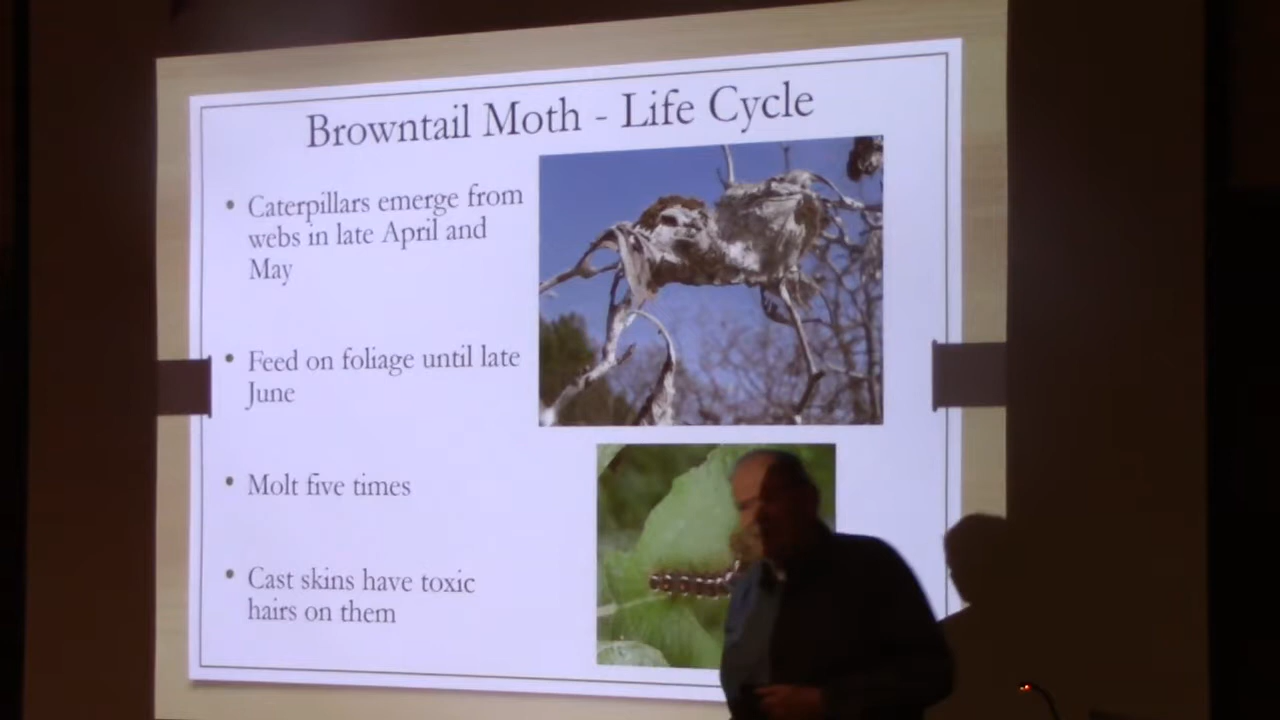 Browntail Moth - Life Cycle
• Caterpillars emerge from
webs in late April and
May
• Feed on foliage until late
June
• Molt five times
• Cast skins have toxic
hairs on them